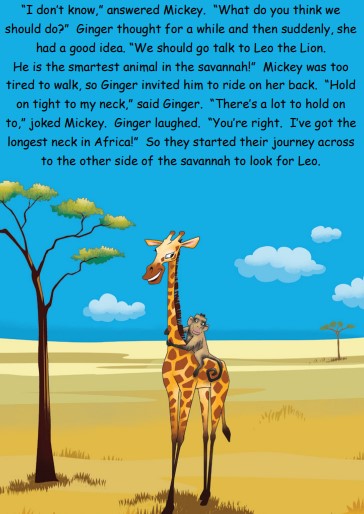 “I don’t know,” answered Mickey.  “What do you think we
should do?”  Ginger thought for a while and then suddenly, she
had a good idea. “We should go talk to Leo the Lion.
He is the smartest animal in the savannah!”  Mickey was too
tired to walk, so Ginger invited him to ride on her back.  “Hold
on tight to my neck,” said Ginger.  “There’s a lot to hold on
to,” joked Mickey.  Ginger laughed.  “You’re right.  I’ve got the
longest neck in Africa!”  So they started their journey across
to the other side of the savannah to look for Leo.